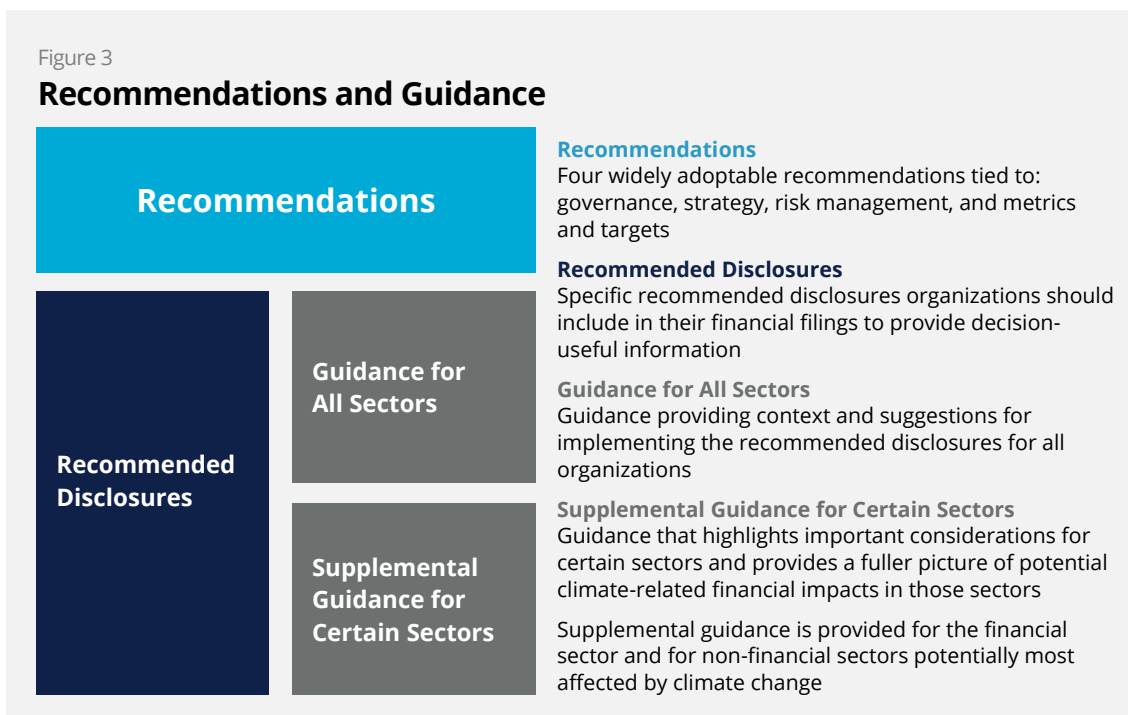 Figure 3
Recommendations and Guidance
Recommendations
Recommended
Disclosures
Guidance for
All Sectors
Supplemental
Guidance for
Certain Sectors
Recommendations
Four widely adoptable recommendations tied to:
governance, strategy, risk management, and metrics
and targets
Recommended Disclosures
Specific recommended disclosures organizations should
include in their financial filings to provide decision-
useful information
Guidance for All Sectors
Guidance providing context and suggestions for
implementing the recommended disclosures for all
organizations
Supplemental Guidance for Certain Sectors
Guidance that highlights important considerations for
certain sectors and provides a fuller picture of potential
climate-related financial impacts in those sectors
Supplemental guidance is provided for the financial
sector and for non-financial sectors potentially most
affected by climate change